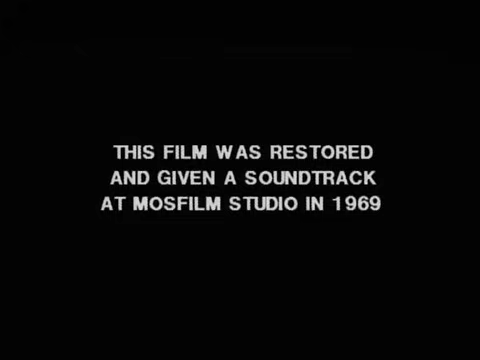 THIS FILM WAS RESTORED
AND GIVEN A SOUNDTRACK
AT MOSFILM STUDIO IN 1969